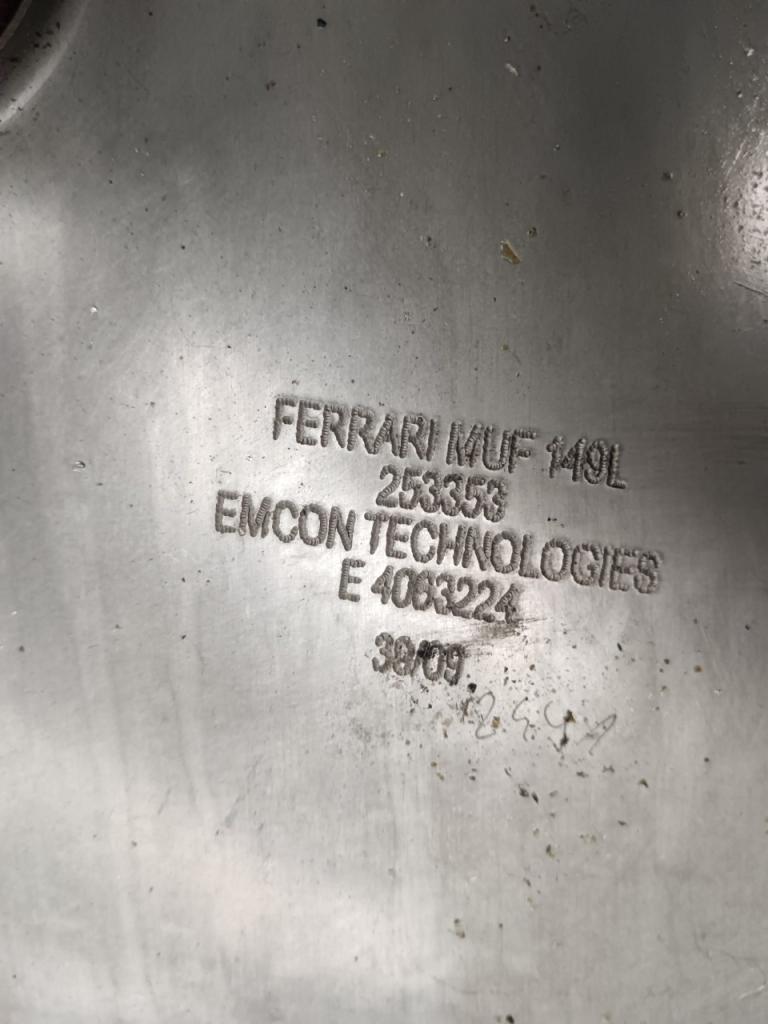 FERRARI MUF 149L
253353
EMCON TECHNOLOGIES
E 4063224
38/09